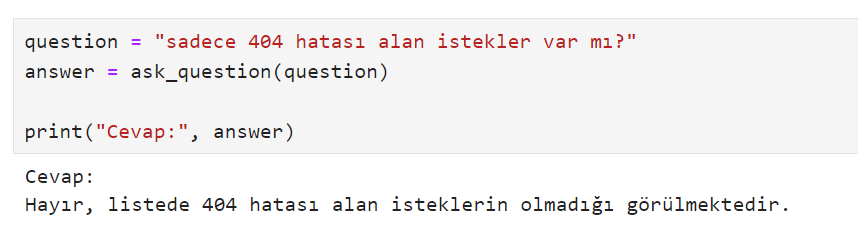 question = "sadece 404 hatası alan istekler var mı?"
answer = ask_question(question)
print("Cevap:", answer)
Cevap:
Hayır, listede 404 hatası alan isteklerin olmadığı görülmektedir.